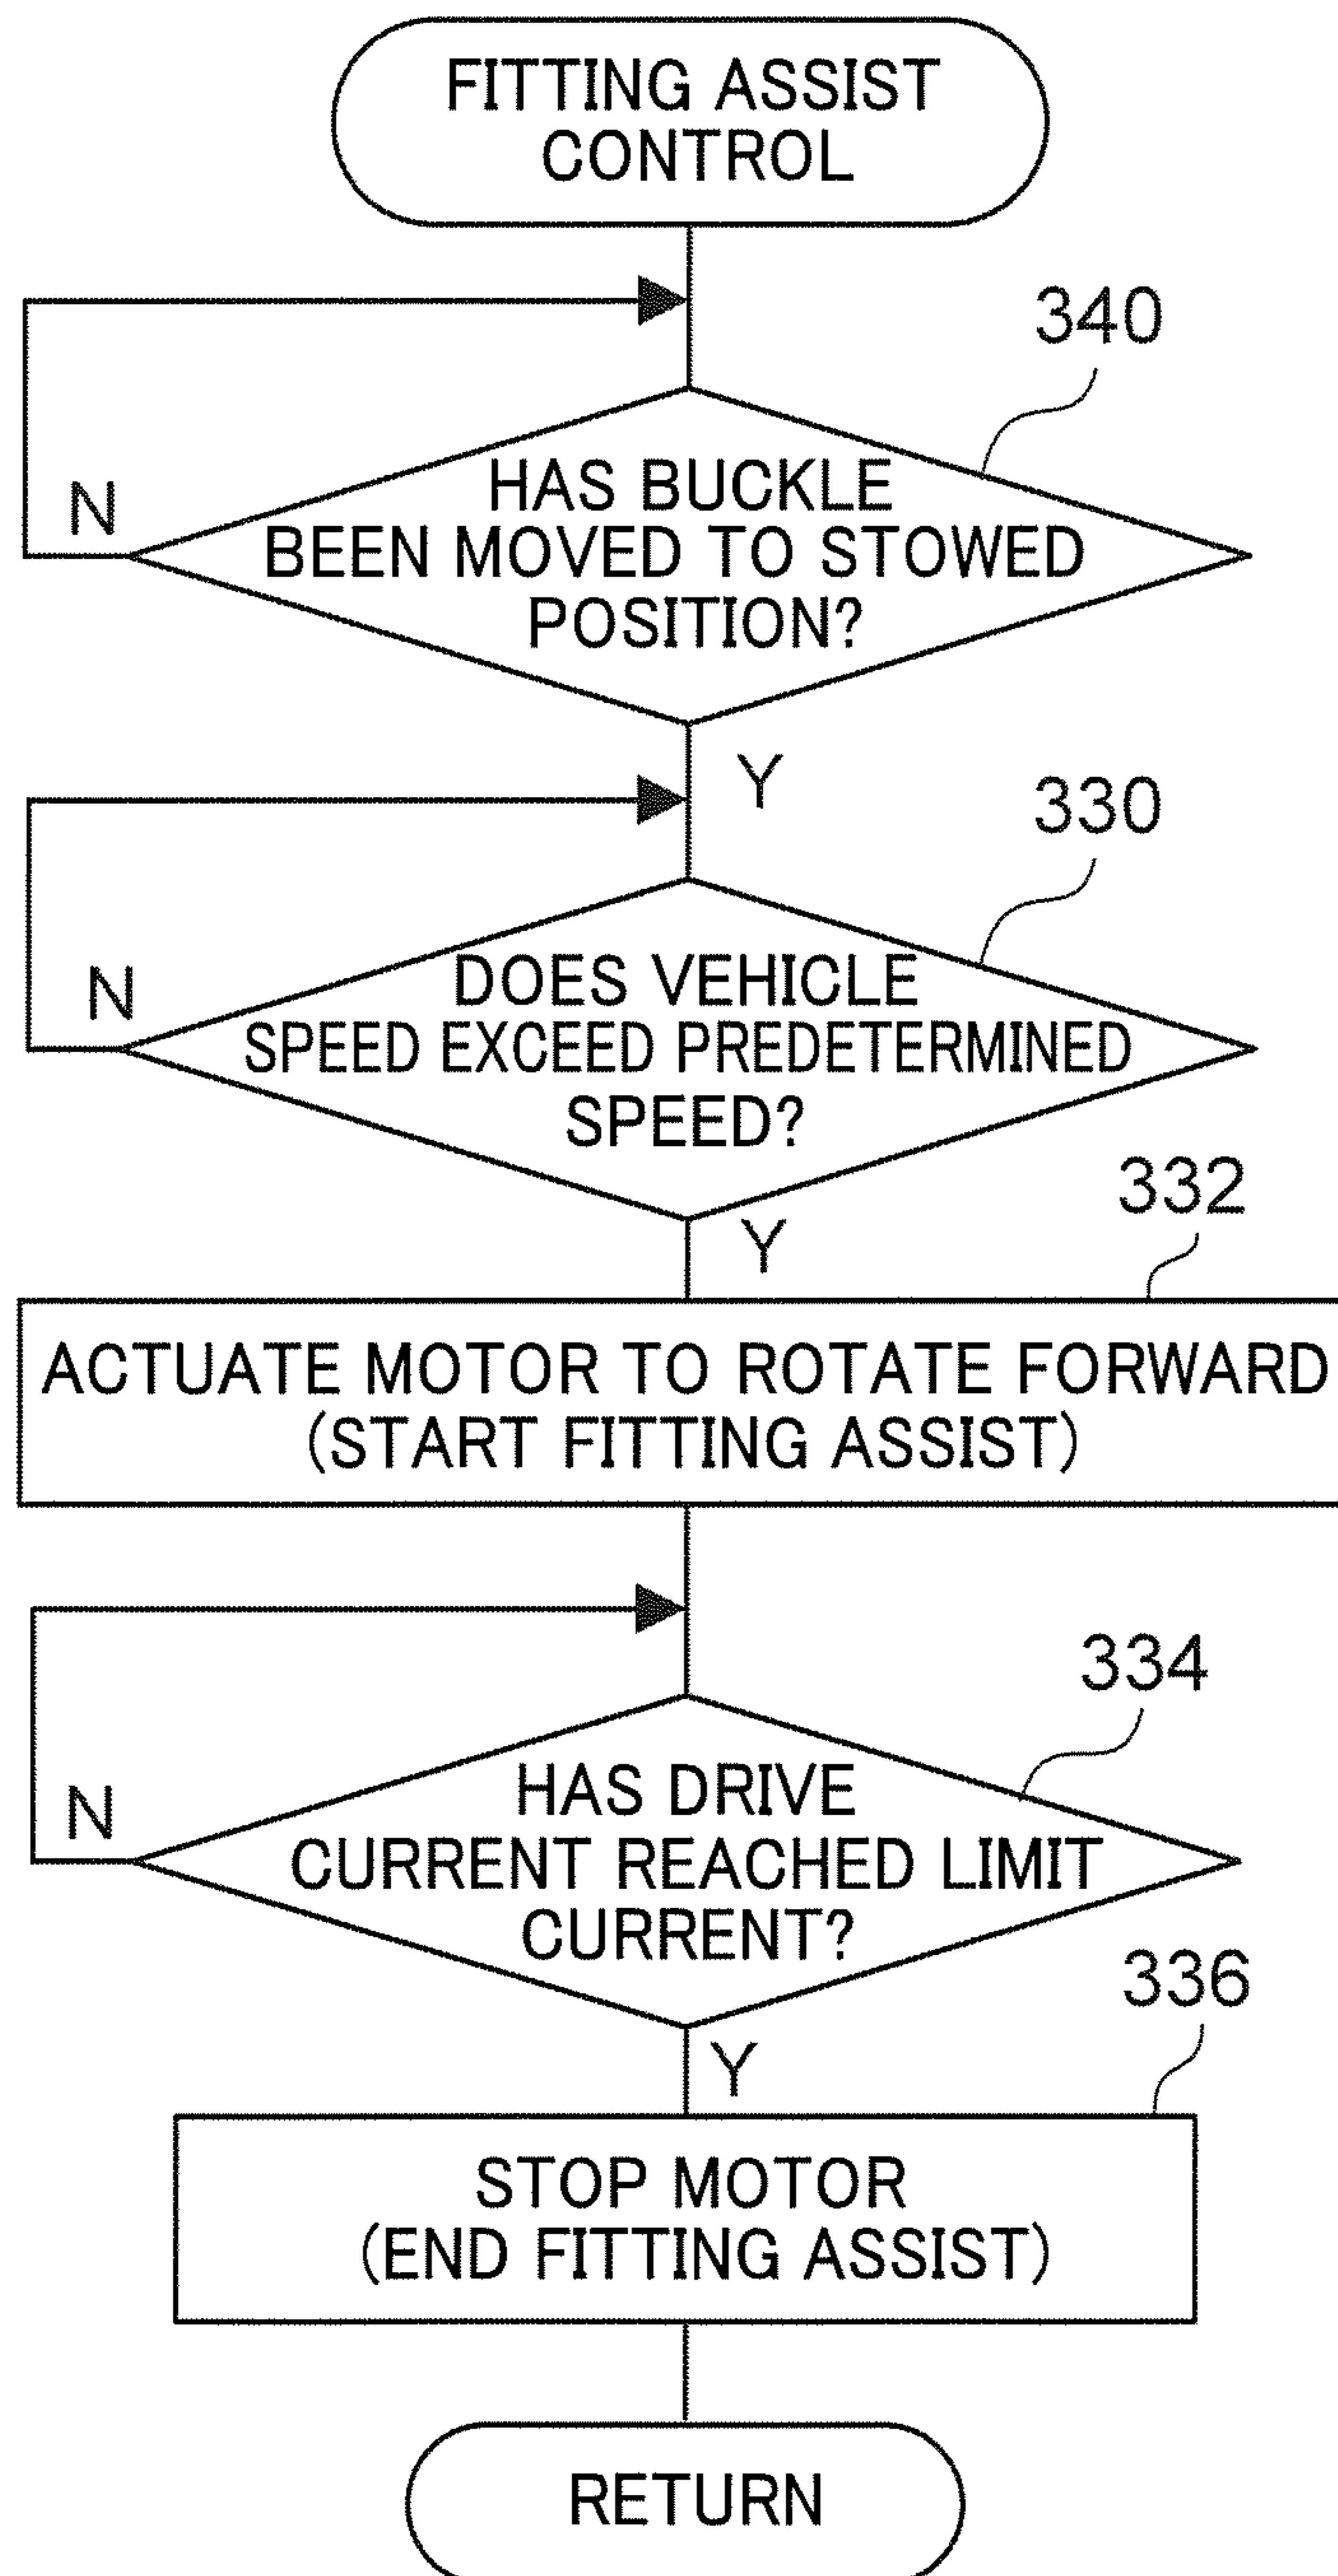 FITTING ASSIST
CONTROL
340
HAS BUCKLE
N
BEEN MOVED TO STOWED
POSITION?
Y
330
DOES VEHICLE
N
SPEED EXCEED PREDETERMINED
SPEED?
332
Y
ACTUATE MOTOR TO ROTATE FORWARD
(START FITTING ASSIST)
334
HAS DRIVE
N
CURRENT REACHED LIMIT
CURRENT?
336
Y
STOP MOTOR
(END FITTING ASSIST)
RETURN